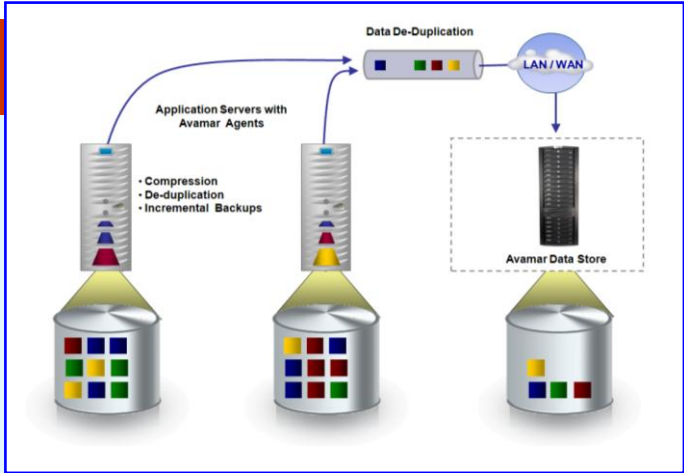 Data De-Duplication
LAN / WAN
Application Servers with
Avamar Agents
• Compression
• De-duplication
• Incremental Backups
Avamar Data Store